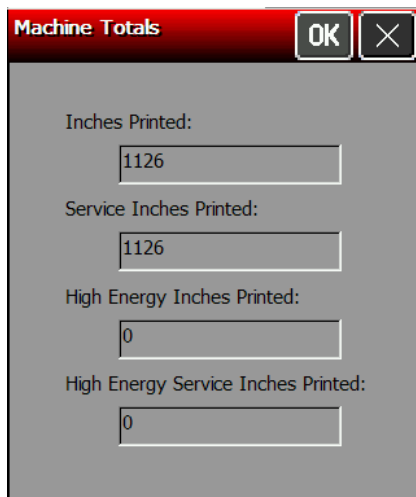 Machine Totals OK
Inches Printed:
1126
Service Inches Printed:
1126
High Energy Inches Printed:
0
High Energy Service Inches Printed:
0